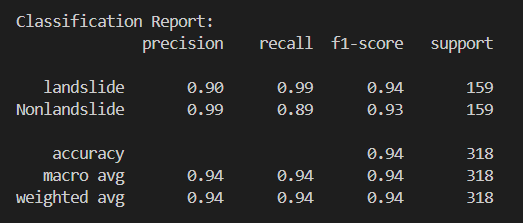 Classification Report:
precision recall f1-score support
landslide 0.90 0.99 0.94 159
Nonlandslide 0.99 0.89 0.93 159
accuracy 0.94 318
macro avg 0.94 0.94 0.94 318
weighted avg 0.94 0.94 0.94 318